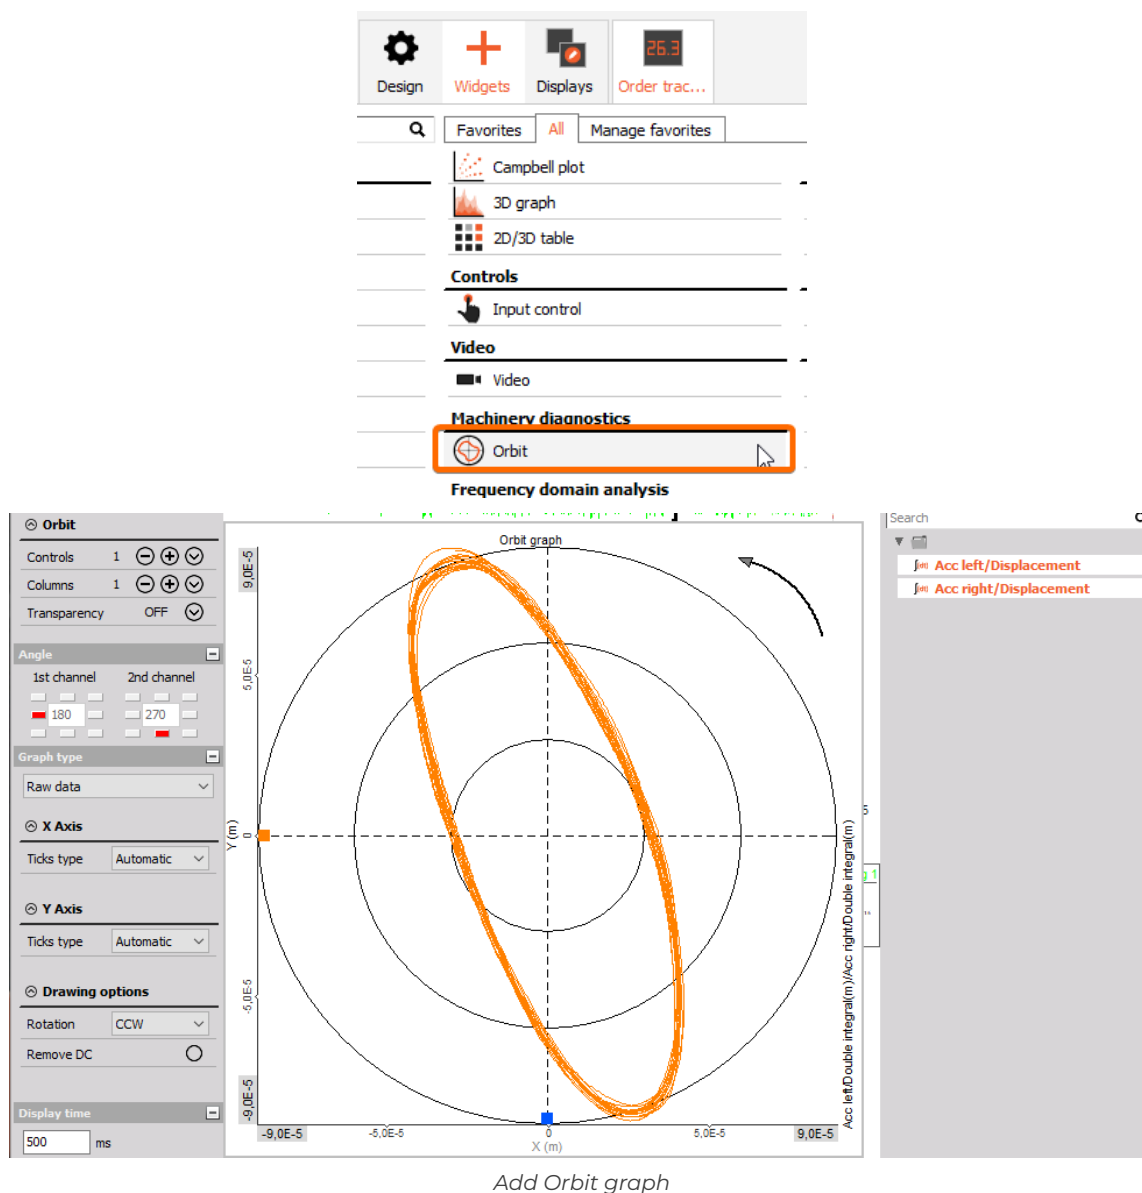 Design
Widgets
Displays
26.3
Order trac...
Favorites
All
Manage favorites
Campbell plot
3D graph
2D/3D table
Controls
Input control
Video
Video
Machinery diagnostics
Orbit
Frequency domain analysis
Orbit
Controls 1
Columns 1
Transparency OFF
Angle
1st channel 2nd channel
180 270
Graph type
Raw data
X Axis
Ticks type Automatic
Y Axis
Ticks type Automatic
Drawing options
Rotation CCW
Remove DC
Display time
500 ms
Orbit graph
9,0E-5
5,0E-5
0
-5,0E-5
-9,0E-5
Y (m)
-9,0E-5 -5,0E-5 0 5,0E-5 9,0E-5
X (m)
Acc left/Double integral(m)/Acc right/Double integral(m)
5
1
Search
Acc left/Displacement
Acc right/Displacement
Add Orbit graph